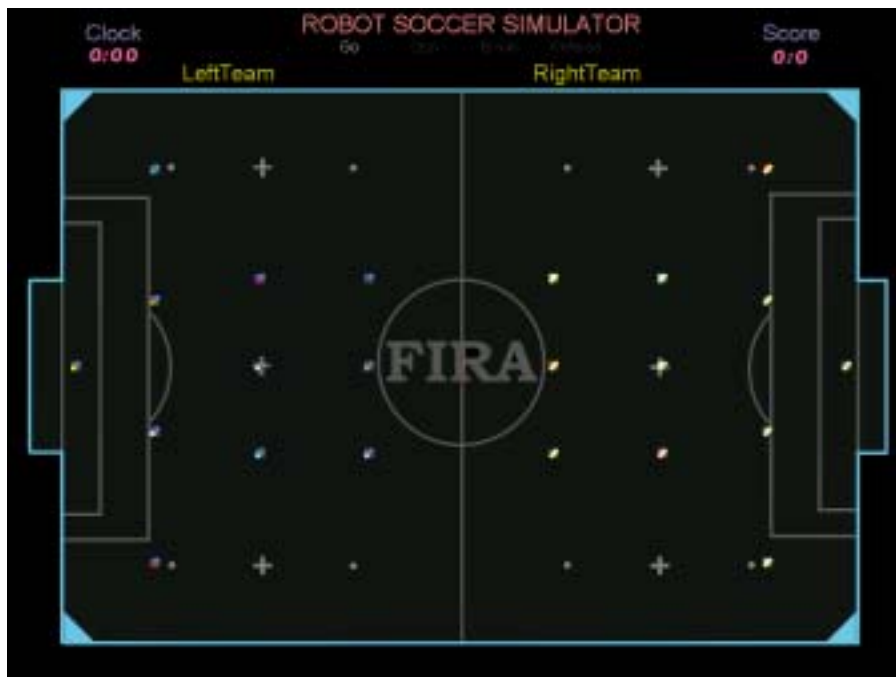 ROBOT SOCCER SIMULATOR
Clock
0:00
Go
Score
0:0
LeftTeam
RightTeam
FIRA